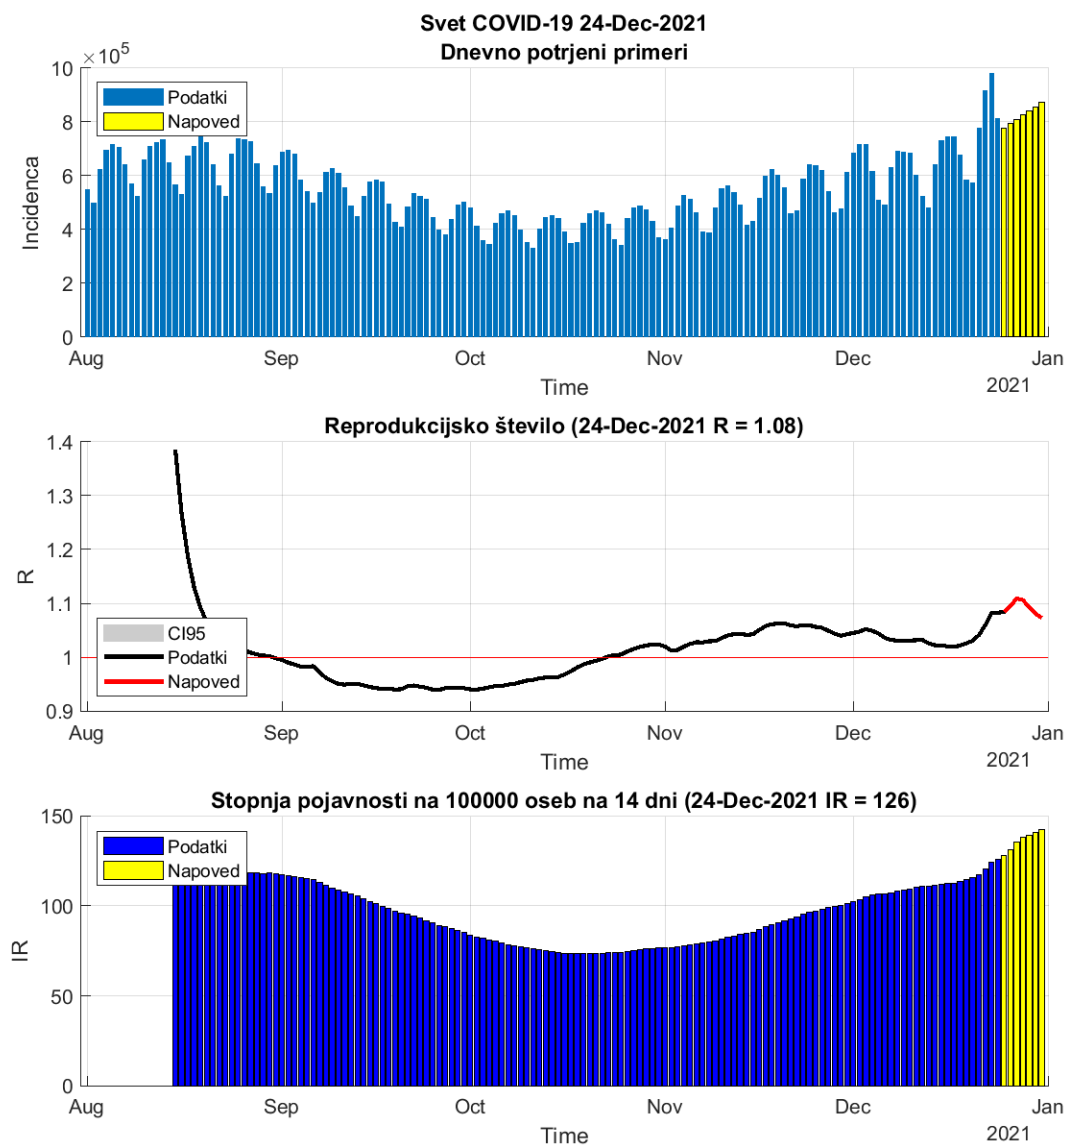 Svet COVID-19 24-Dec-2021
Dnevno potrjeni primeri
×10⁵
10
8
6
4
2
0
Incidenca
Podatki
Napoved
Aug Sep Oct Nov Dec Jan
Time
2021
Reprodukcijsko število (24-Dec-2021 R = 1.08)
1.4
1.3
1.2
1.1
1
0.9
R
CI95
Podatki
Napoved
Aug Sep Oct Nov Dec Jan
Time
2021
Stopnja pojavnosti na 100000 oseb na 14 dni (24-Dec-2021 IR = 126)
150
100
50
0
IR
Podatki
Napoved
Aug Sep Oct Nov Dec Jan
Time
2021